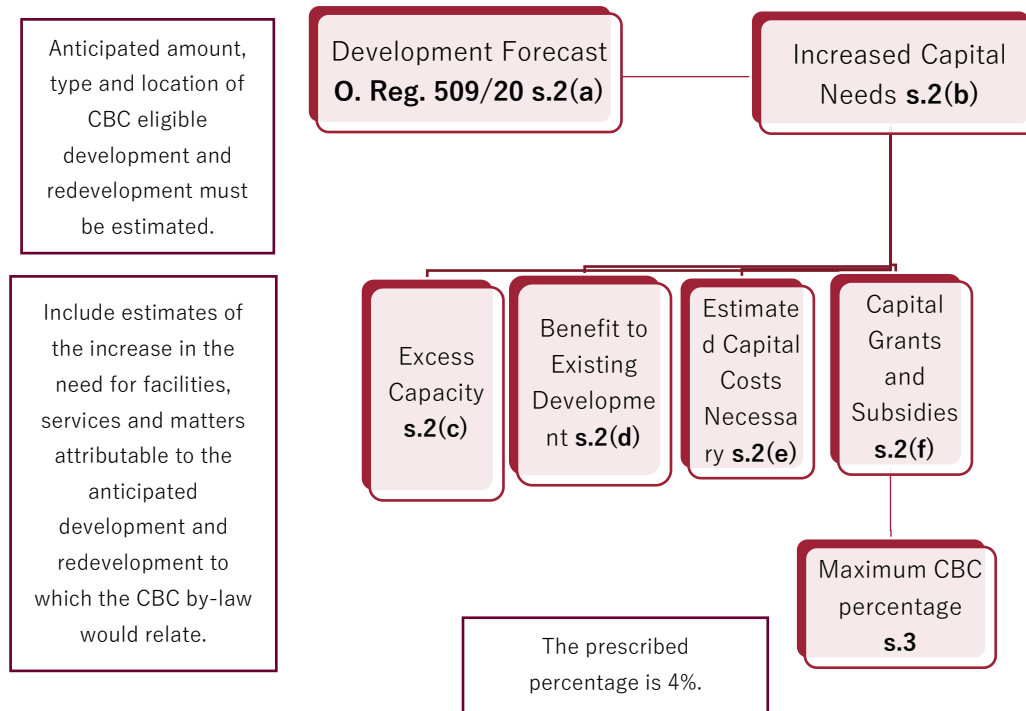 Anticipated amount,
type and location of
CBC eligible
development and
redevelopment must
be estimated.
Development Forecast
O. Reg. 509/20 s.2(a)
Increased Capital
Needs s.2(b)
Include estimates of
the increase in the
need for facilities,
services and matters
attributable to the
anticipated
development and
redevelopment to
which the CBC by-law
would relate.
Excess
Capacity
s.2(c)
Benefit to
Existing
Developme
nt s.2(d)
Estimate
d Capital
Costs
Necessa
ry s.2(e)
Capital
Grants
and
Subsidies
s.2(f)
Maximum CBC
percentage
s.3
The prescribed
percentage is 4%.